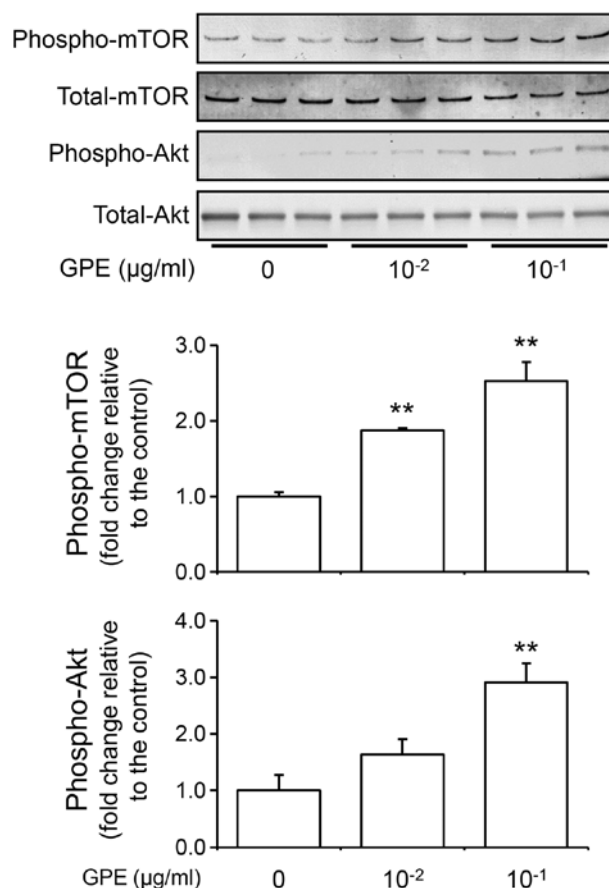 Phospho-mTOR
Total-mTOR
Phospho-Akt
Total-Akt
GPE (µg/ml) 0 10⁻² 10⁻¹
Phospho-mTOR
(fold change relative
to the control)
3.0
2.0
1.0
0.0
**
**
Phospho-Akt
(fold change relative
to the control)
4.0
3.0
2.0
1.0
0.0
**
GPE (µg/ml) 0 10⁻² 10⁻¹